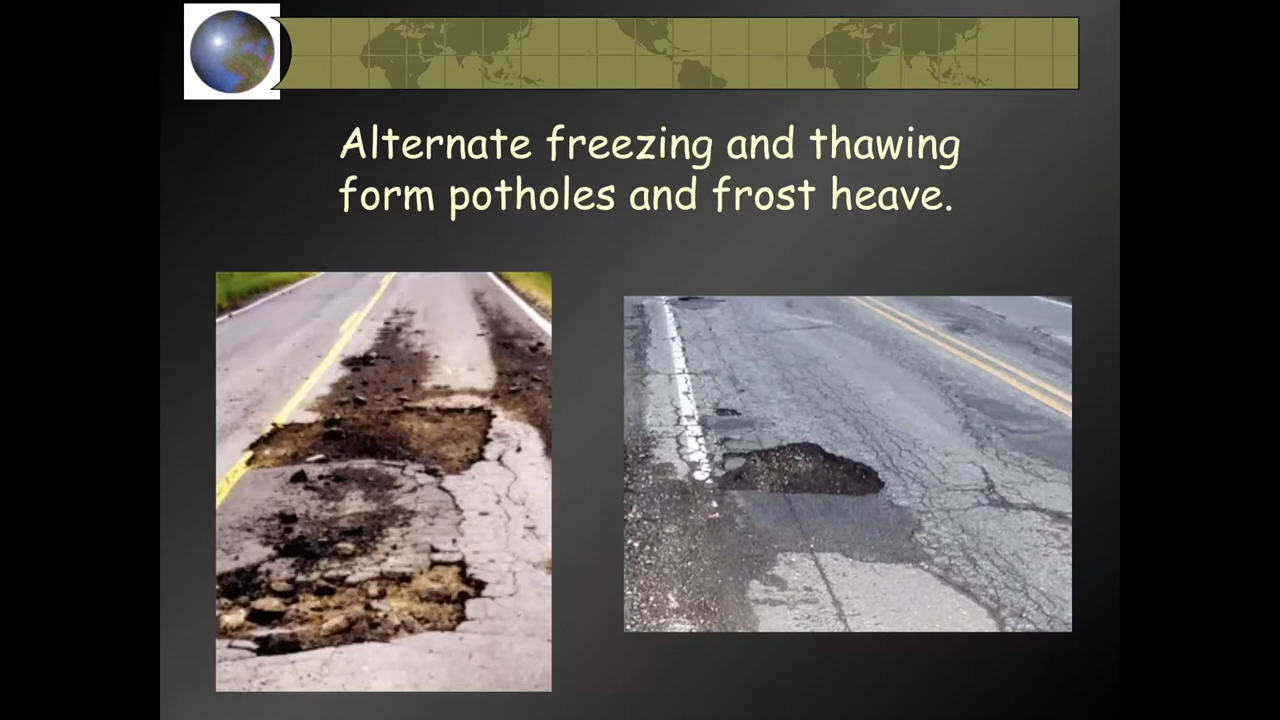 Alternate freezing and thawing
form potholes and frost heave.